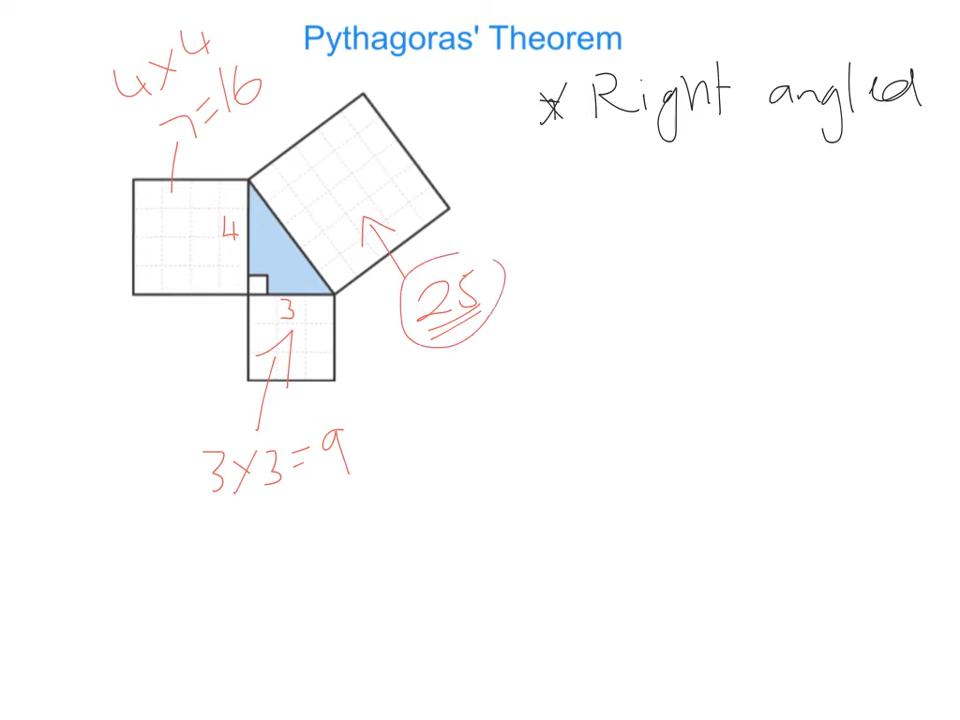 Pythagoras' Theorem
4x4
=16
* Right angled
4
3
25
3x3=9